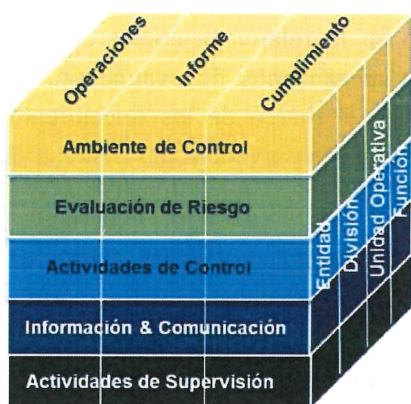 Operaciones
Informe
Cumplimiento
Ambiente de Control
Evaluación de Riesgo
Actividades de Control
Información & Comunicación
Actividades de Supervisión
Entidad
División
Unidad Operativa
Función